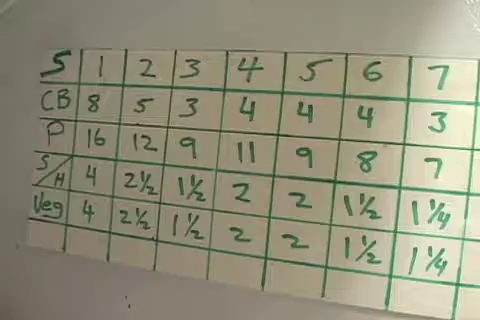 S 1 2 3 4 5 6 7
CB 8 5 3 4 4 4 3
P 16 12 9 11 9 8 7
S/H 4 2½ 1½ 2 2 1½ 1¼
Veg 4 2½ 1½ 2 2 1½ 1¼